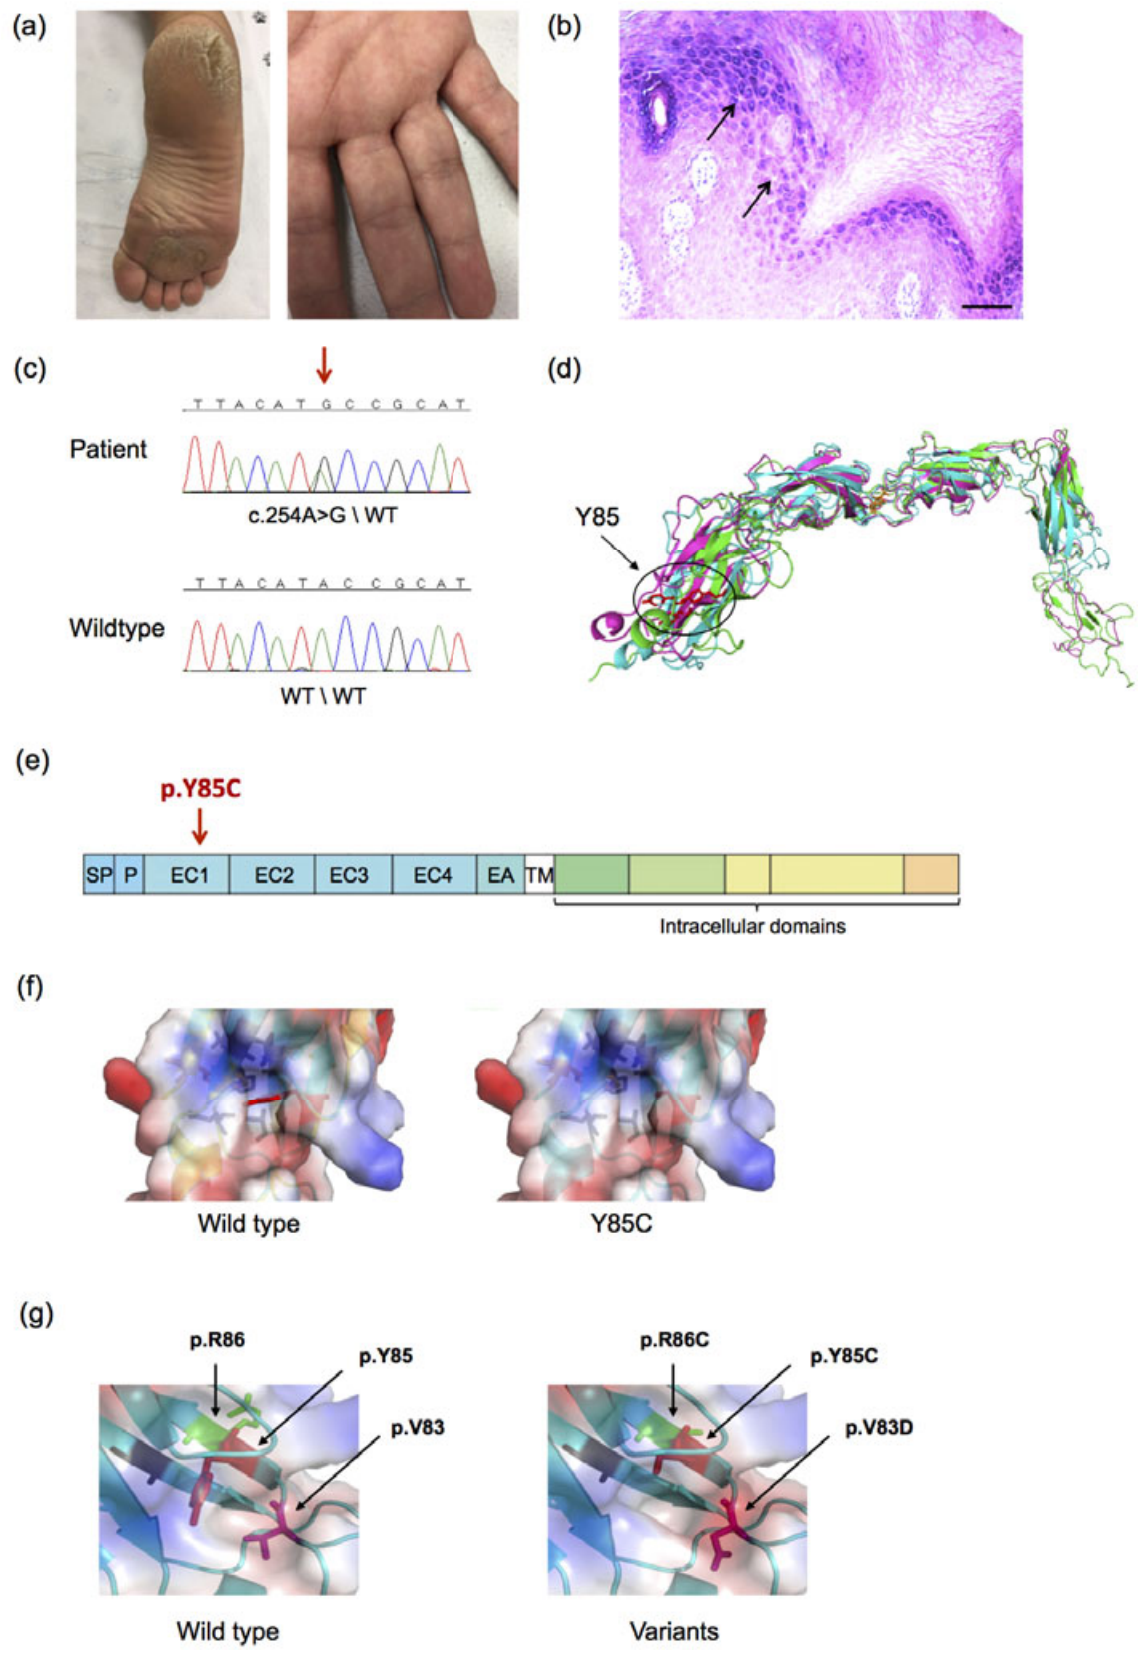 (a)
(b)
(c)
T T A C A T G C C G C A T
Patient
c.254A>G \ WT
T T A C A T A C C G C A T
Wildtype
WT \ WT
(d)
Y85
(e)
p.Y85C
SP P EC1 EC2 EC3 EC4 EA TM
Intracellular domains
(f)
Wild type
Y85C
(g)
p.R86
p.Y85
p.V83
p.R86C
p.Y85C
p.V83D
Wild type
Variants